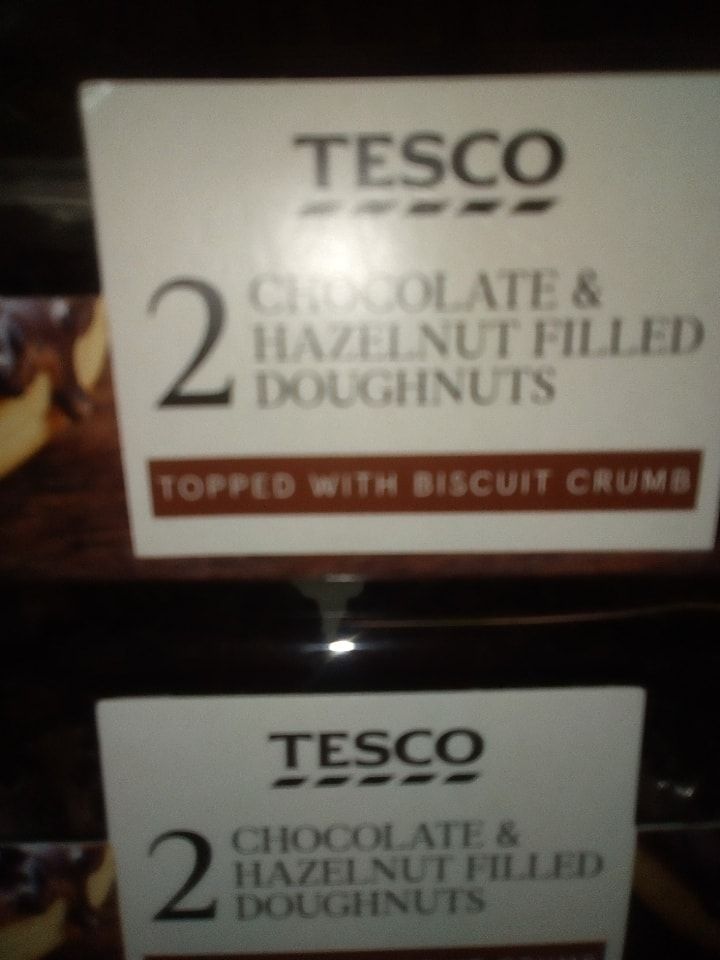 TESCO
2 CHOCOLATE &
HAZELNUT FILLED
DOUGHNUTS
TOPPED WITH BISCUIT CRUMB
TESCO
2 CHOCOLATE &
HAZELNUT FILLED
DOUGHNUTS